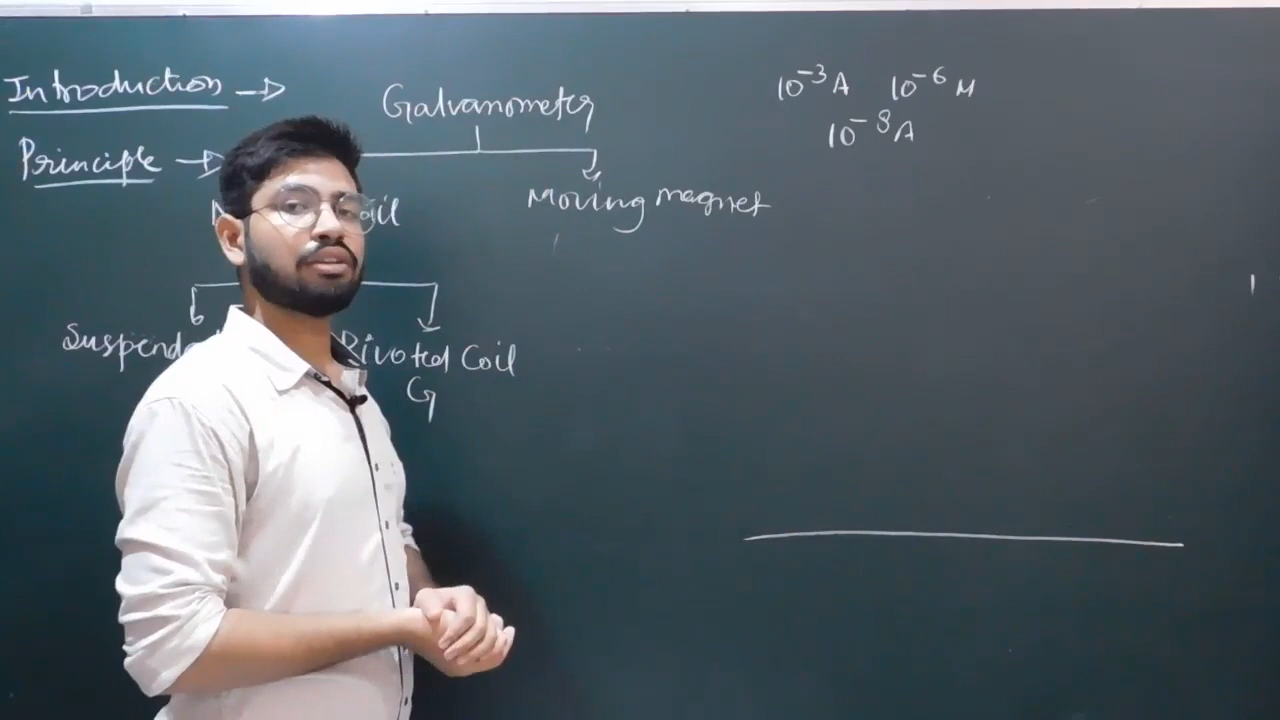 Introduction →
Galvanometer
Principle →
Moving magnet
Pivoted Coil
G
10⁻³A 10⁻⁶ M
10⁻⁸A